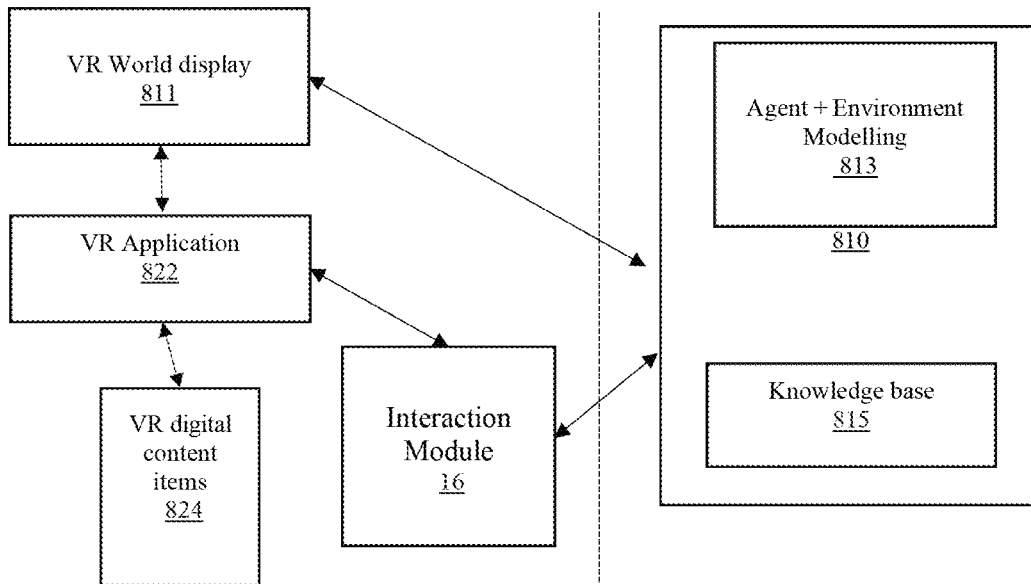 VR World display
811
VR Application
822
VR digital
content
items
824
Interaction
Module
16
Agent + Environment
Modelling
813
810
Knowledge base
815